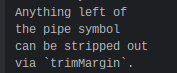 Anything left of
the pipe symbol
can be stripped out
via `trimMargin`.